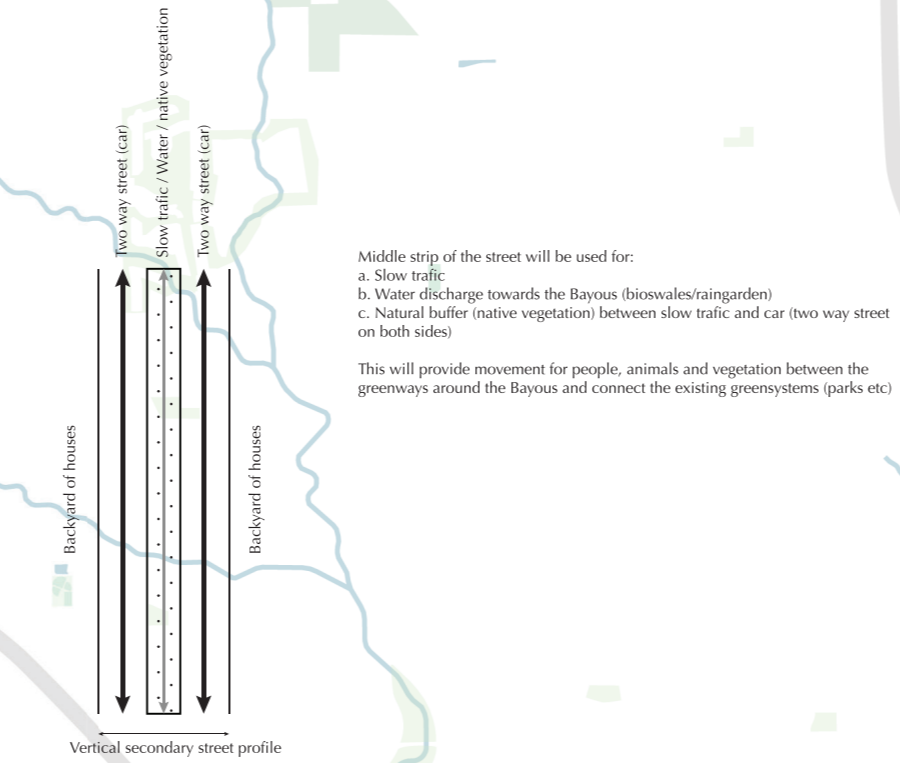 Two way street (car)
Slow trafic / Water / native vegetation
Two way street (car)
Middle strip of the street will be used for:
a. Slow trafic
b. Water discharge towards the Bayous (bioswales/raingarden)
c. Natural buffer (native vegetation) between slow trafic and car (two way street
on both sides)
This will provide movement for people, animals and vegetation between the
greenways around the Bayous and connect the existing greensystems (parks etc)
Backyard of houses
Backyard of houses
Vertical secondary street profile